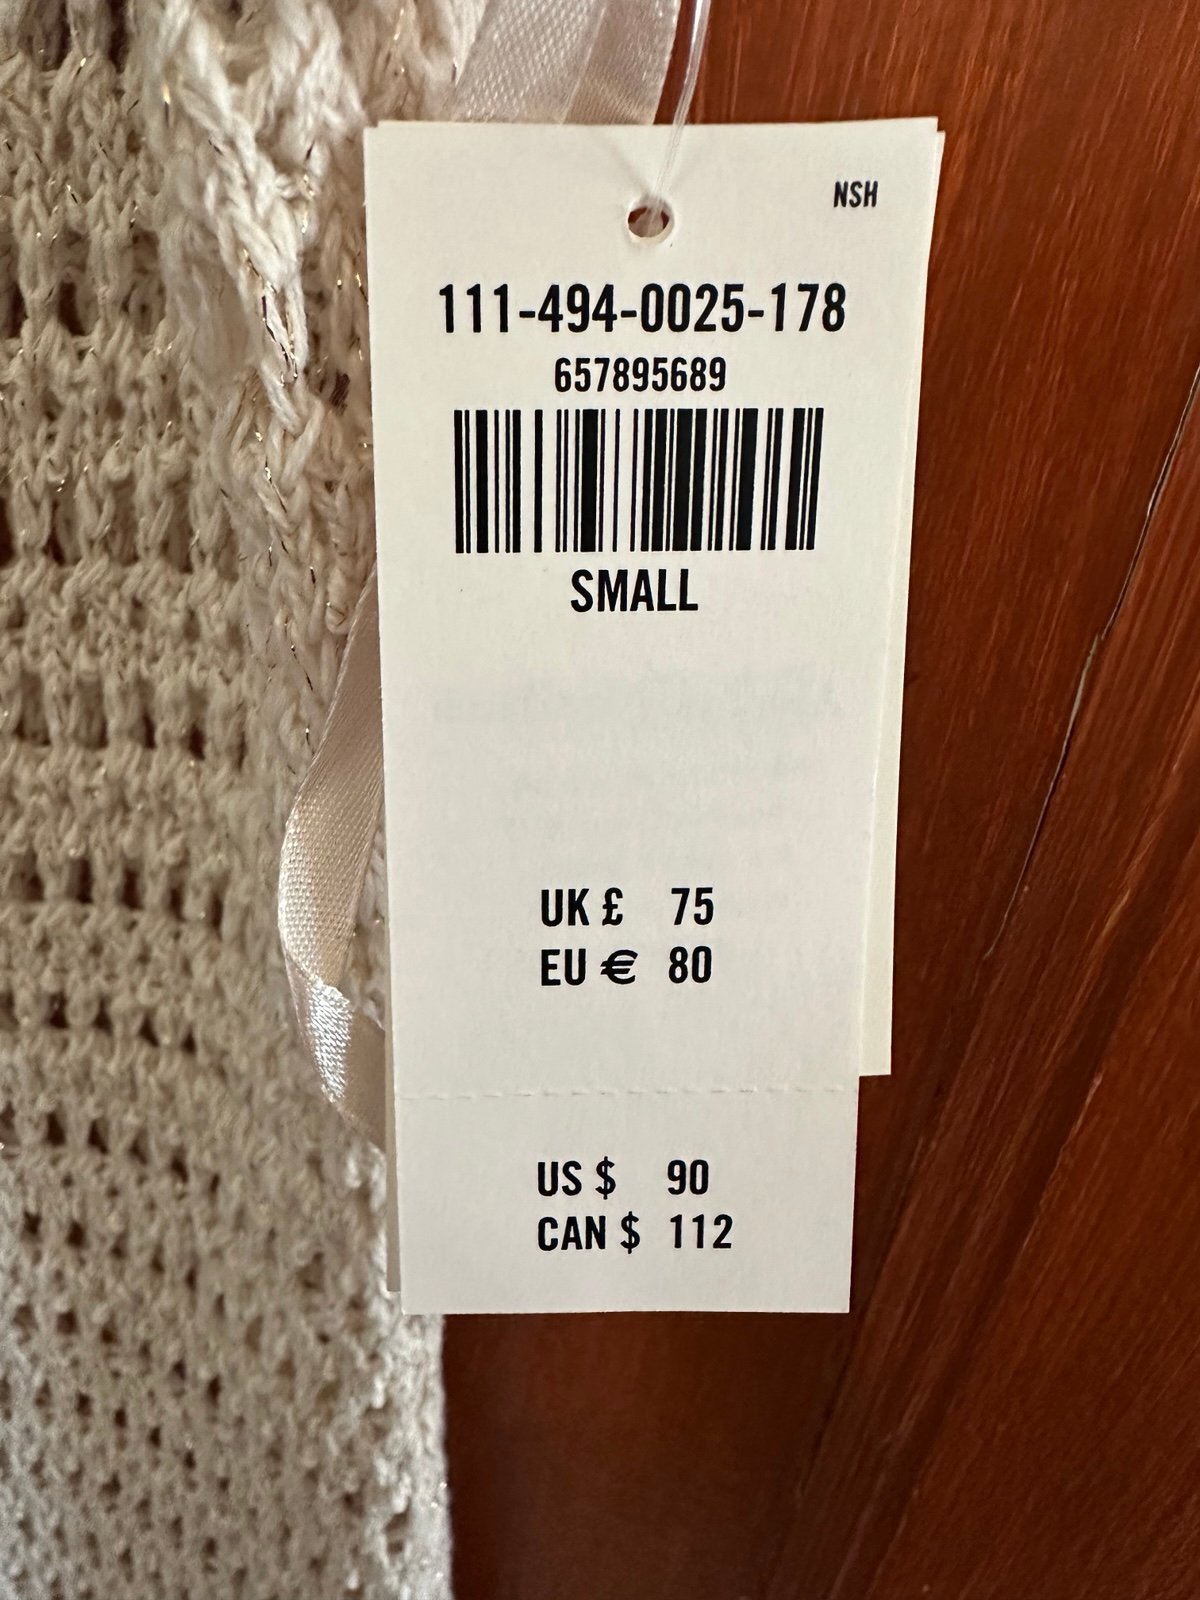 NSH
111-494-0025-178
657895689
SMALL
UK £ 75
EU € 80
US $ 90
CAN $ 112